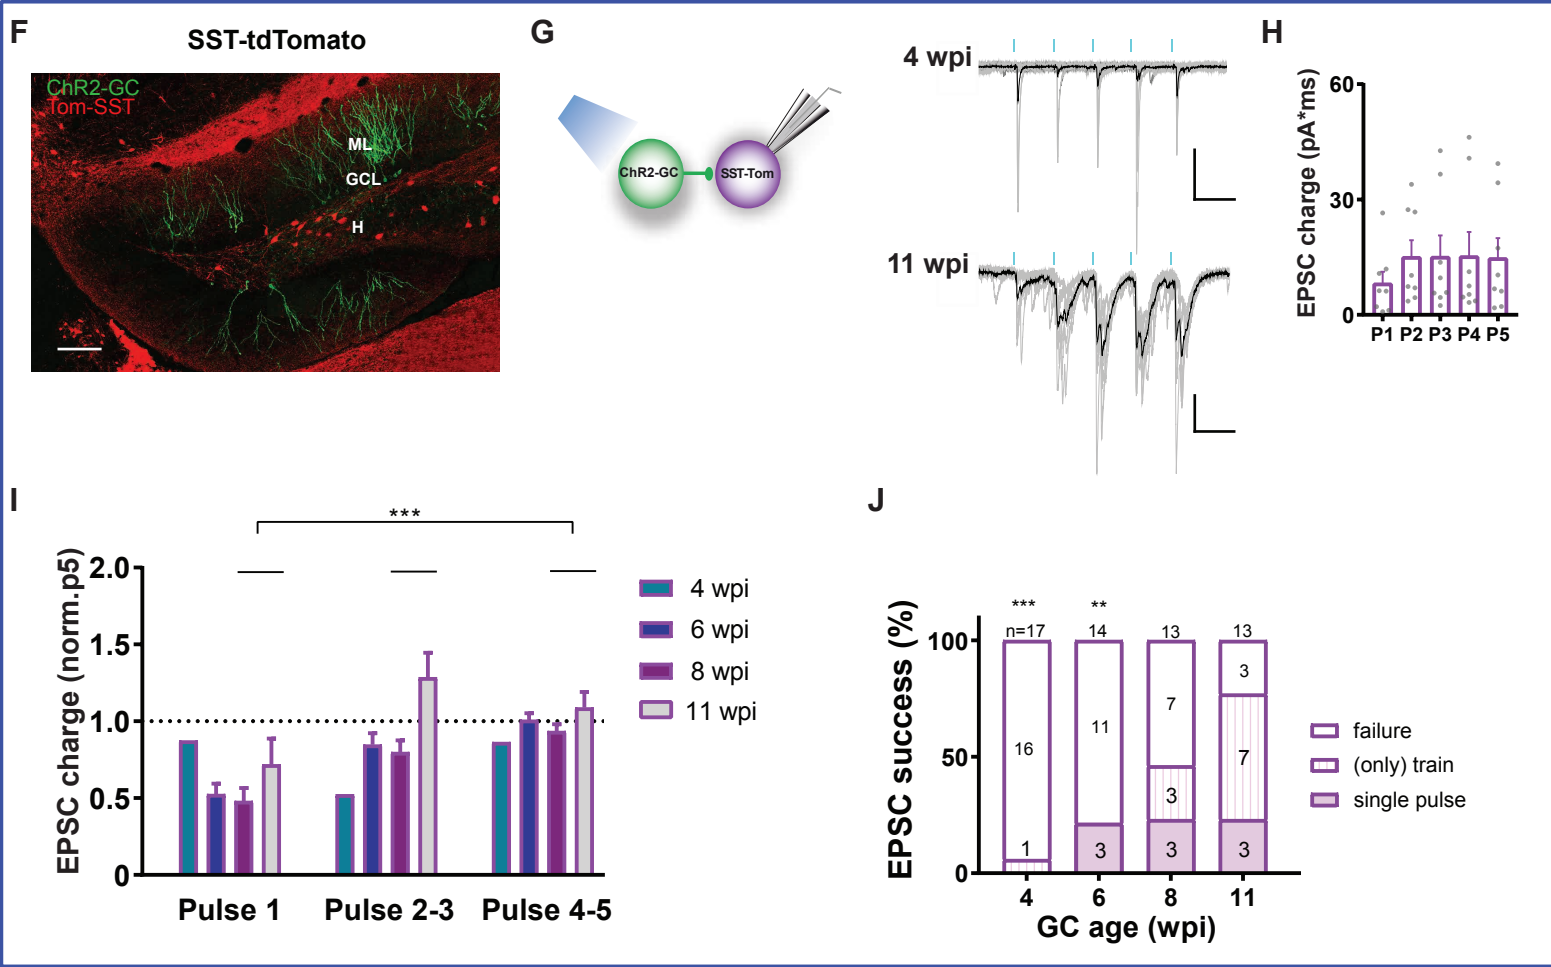 F
SST-tdTomato
ChR2-GC
Tom-SST
ML
GCL
H
G
ChR2-GC
SST-Tom
4 wpi
11 wpi
H
EPSC charge (pA*ms)
60
30
0
P1 P2 P3 P4 P5
I
***
EPSC charge (norm.p5)
2.0
1.5
1.0
0.5
0
Pulse 1 Pulse 2-3 Pulse 4-5
4 wpi
6 wpi
8 wpi
11 wpi
J
*** **
n=17 14 13 13
EPSC success (%)
100
50
0
16
1
11
3
7
3
3
3
7
3
4 6 8 11
GC age (wpi)
failure
(only) train
single pulse